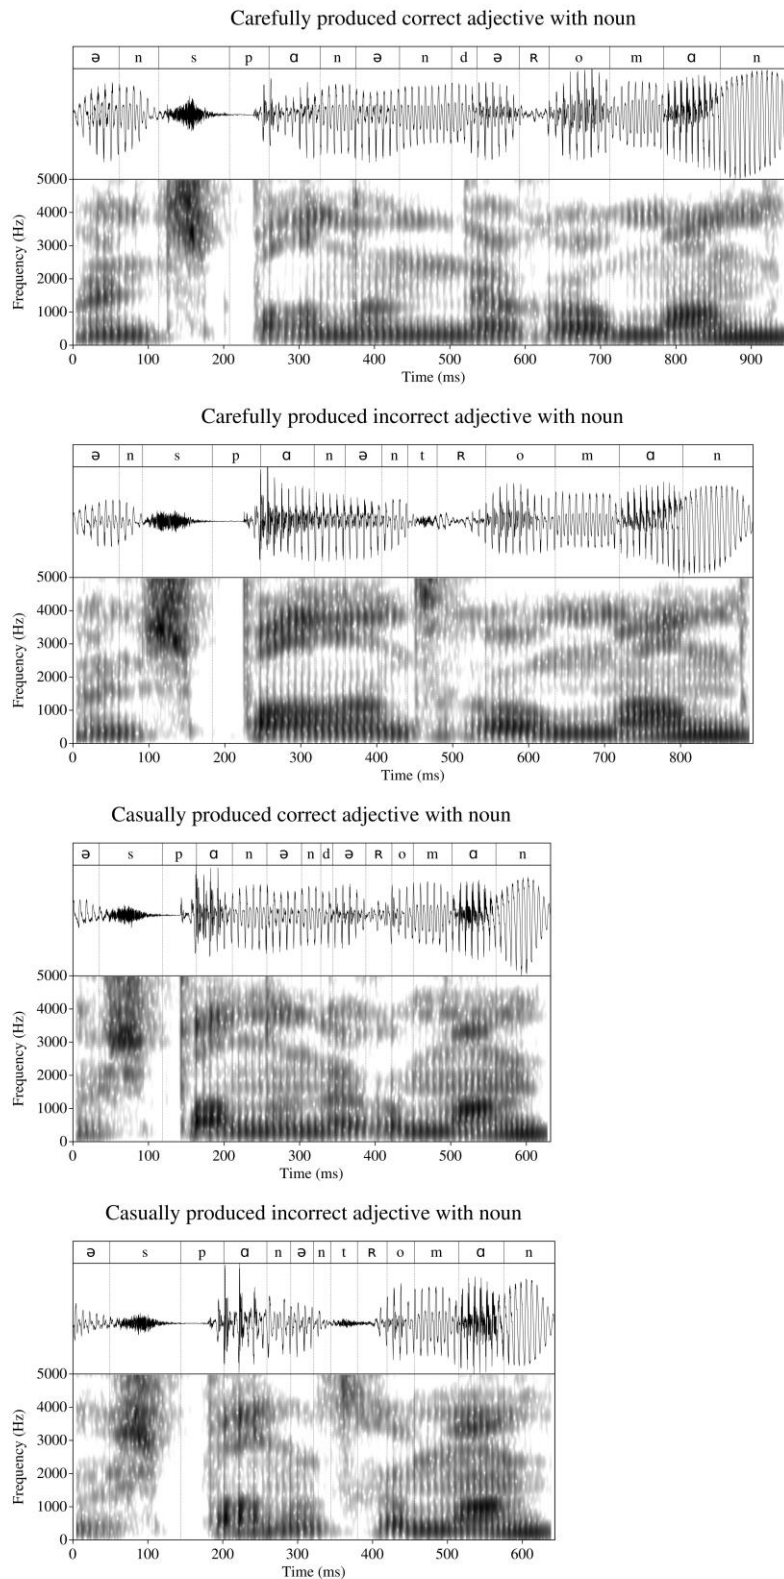 Carefully produced correct adjective with noun
ə n s p ɑ n ə n d ə ʀ o m ɑ n
5000
4000
3000
2000
1000
0
Frequency (Hz)
0 100 200 300 400 500 600 700 800 900
Time (ms)
Carefully produced incorrect adjective with noun
ə n s p ɑ n ə n t ʀ o m ɑ n
5000
4000
3000
2000
1000
0
Frequency (Hz)
0 100 200 300 400 500 600 700 800
Time (ms)
Casually produced correct adjective with noun
ə s p ɑ n ə n d ə ʀ o m ɑ n
5000
4000
3000
2000
1000
0
Frequency (Hz)
0 100 200 300 400 500 600
Time (ms)
Casually produced incorrect adjective with noun
ə s p ɑ n ə n t ʀ o m ɑ n
5000
4000
3000
2000
1000
0
Frequency (Hz)
0 100 200 300 400 500 600
Time (ms)